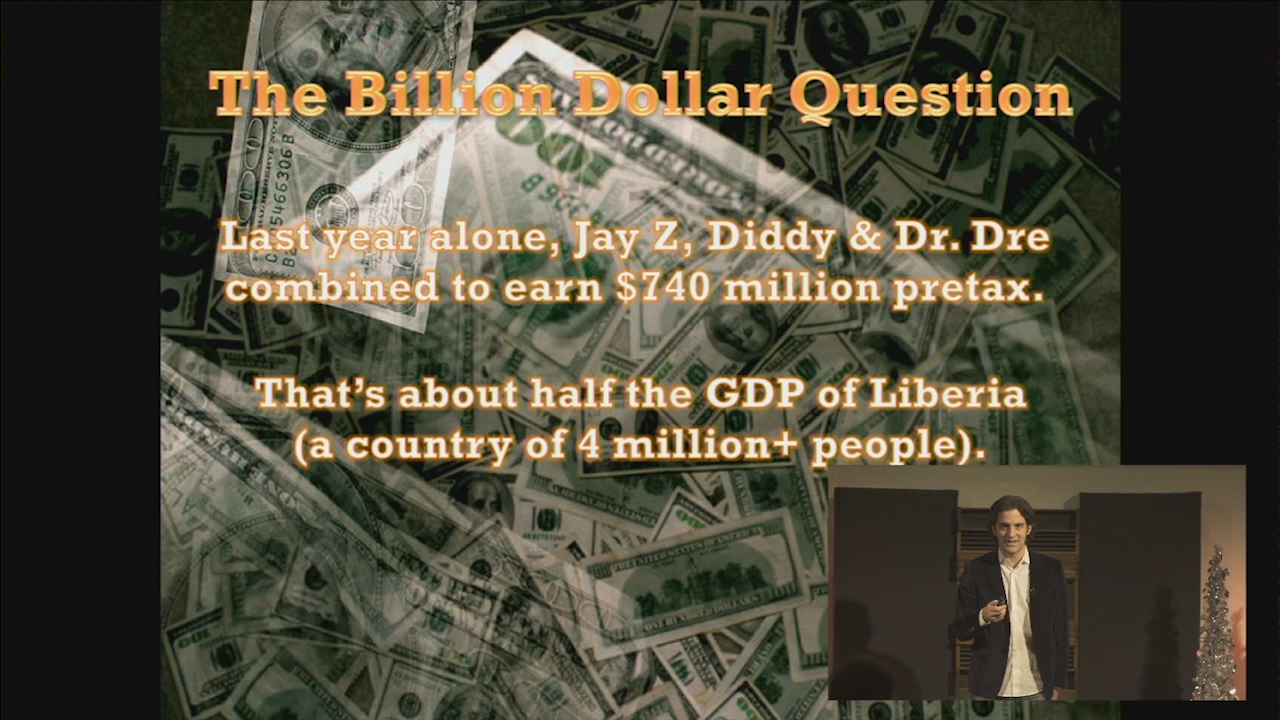 The Billion Dollar Question
Last year alone, Jay Z, Diddy & Dr. Dre
combined to earn $740 million pretax.
That's about half the GDP of Liberia
(a country of 4 million+ people).